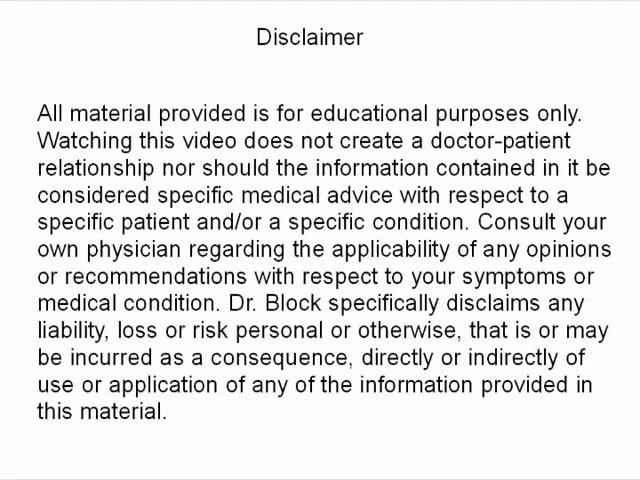 Disclaimer
All material provided is for educational purposes only.
Watching this video does not create a doctor-patient
relationship nor should the information contained in it be
considered specific medical advice with respect to a
specific patient and/or a specific condition. Consult your
own physician regarding the applicability of any opinions
or recommendations with respect to your symptoms or
medical condition. Dr. Block specifically disclaims any
liability, loss or risk personal or otherwise, that is or may
be incurred as a consequence, directly or indirectly of
use or application of any of the information provided in
this material.